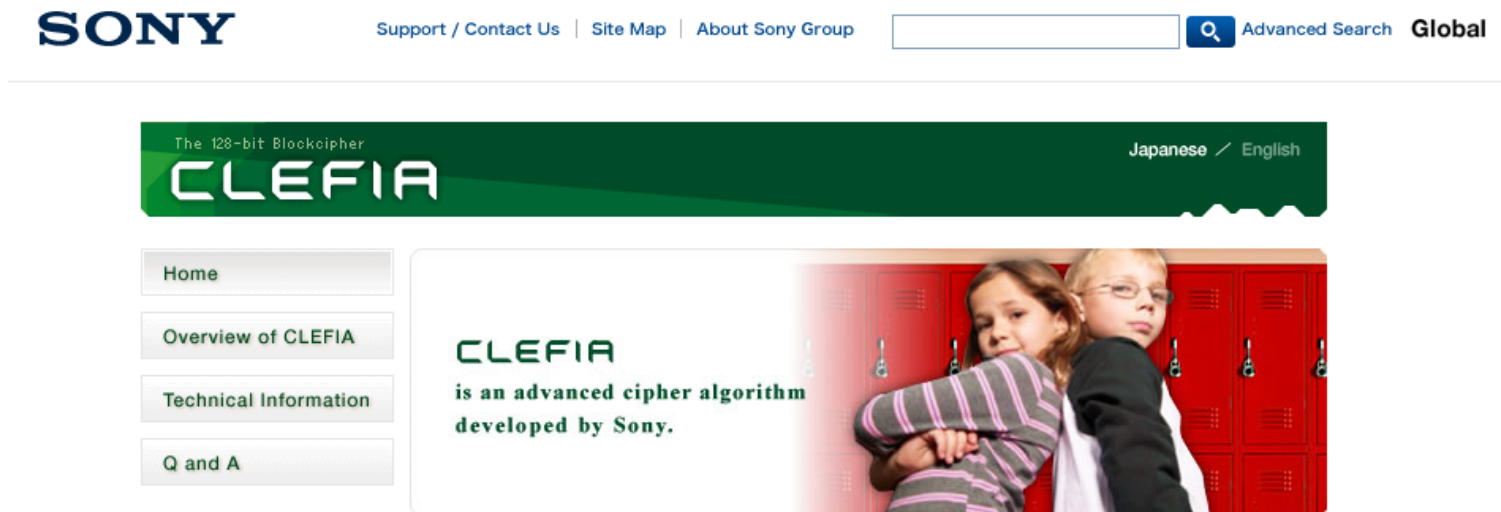 SONY
Support / Contact Us | Site Map | About Sony Group
Advanced Search
Global
The 128-bit Blockcipher
CLEFIA
Japanese / English
Home
Overview of CLEFIA
Technical Information
Q and A
CLEFIA
is an advanced cipher algorithm
developed by Sony.